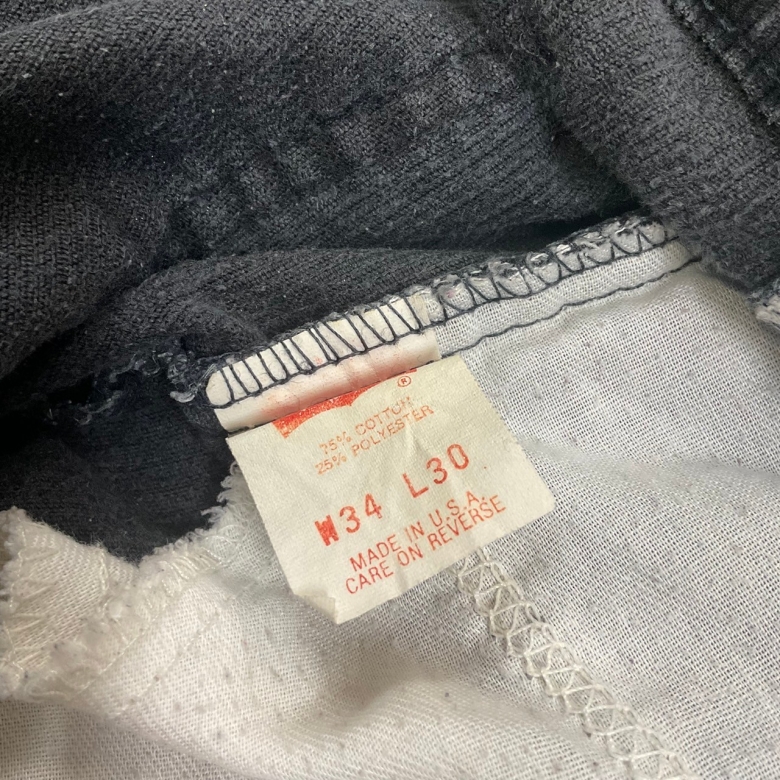 ®
75% COTTON
25% POLYESTER
W34 L30
MADE IN U.S.A.
CARE ON REVERSE